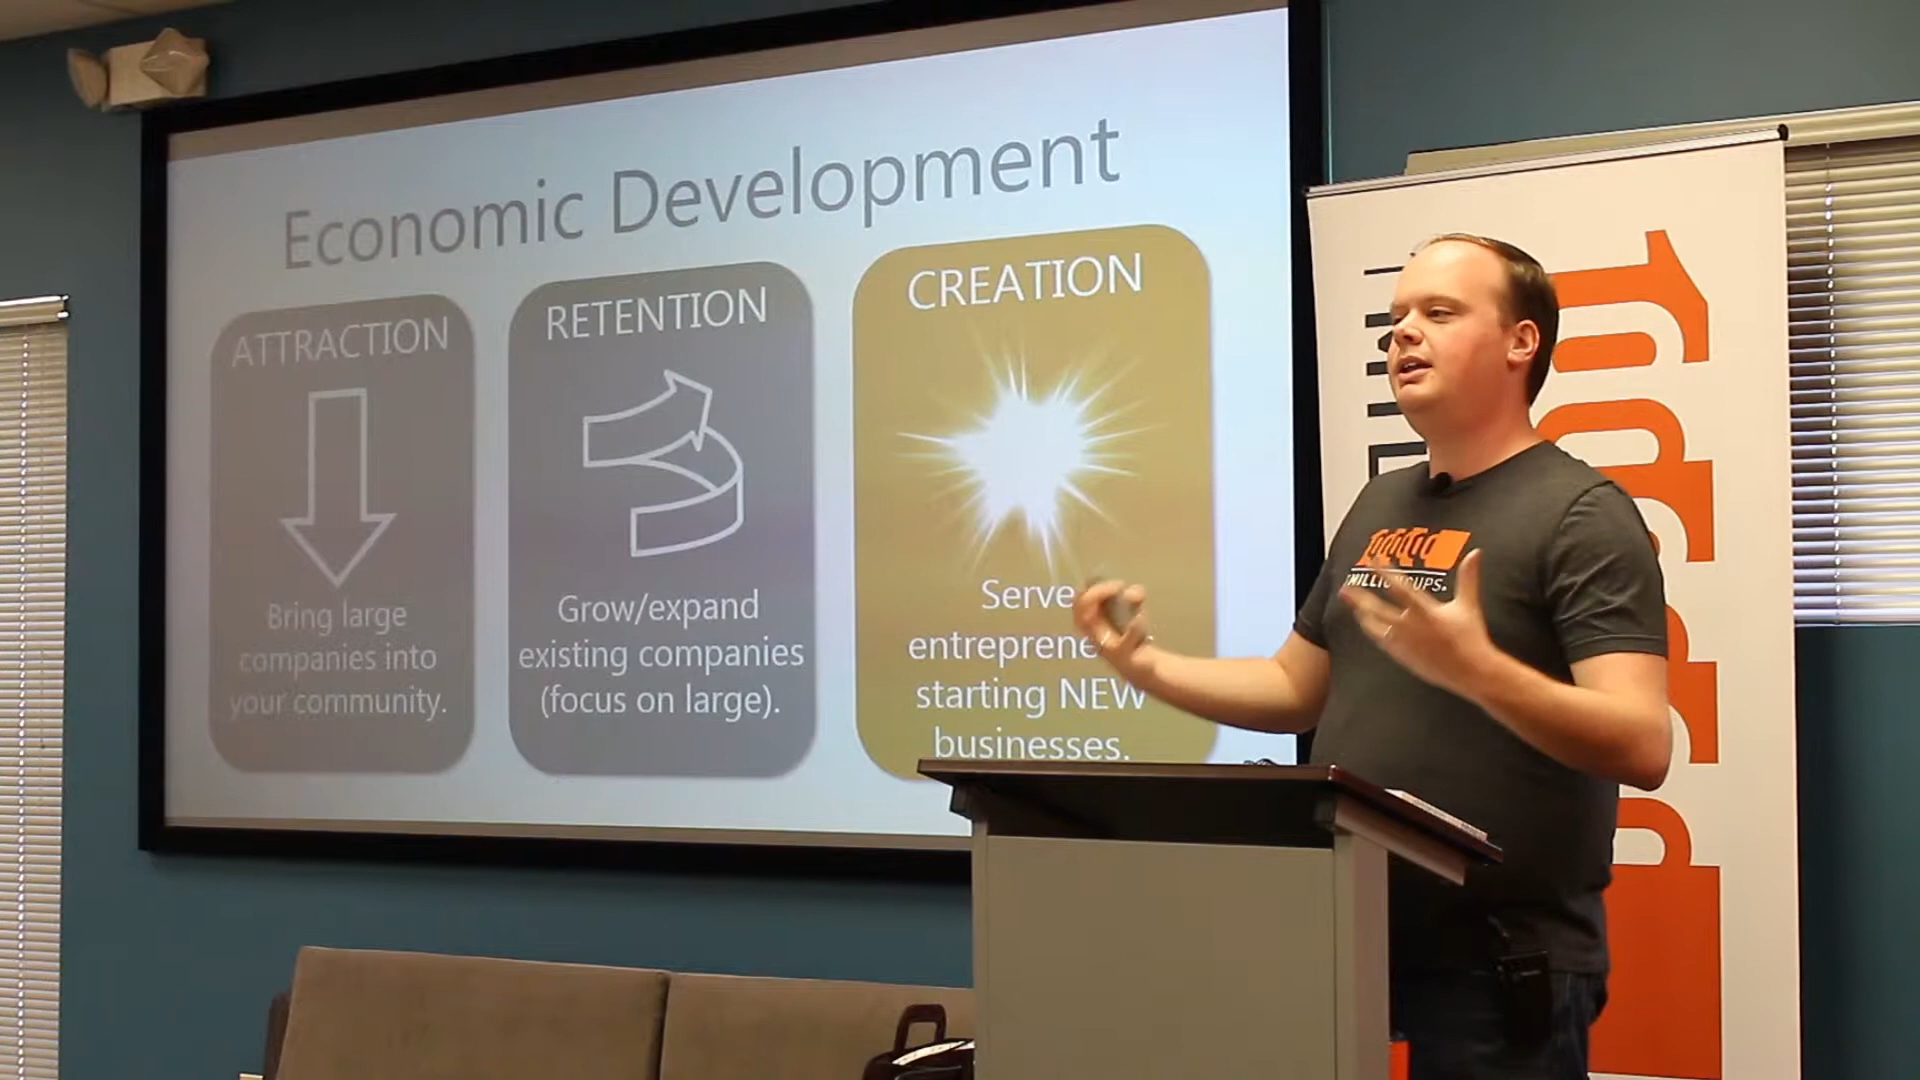 Economic Development
ATTRACTION
Bring large
companies into
your community.
RETENTION
Grow/expand
existing companies
(focus on large).
CREATION
Serve
starting NEW
businesses.